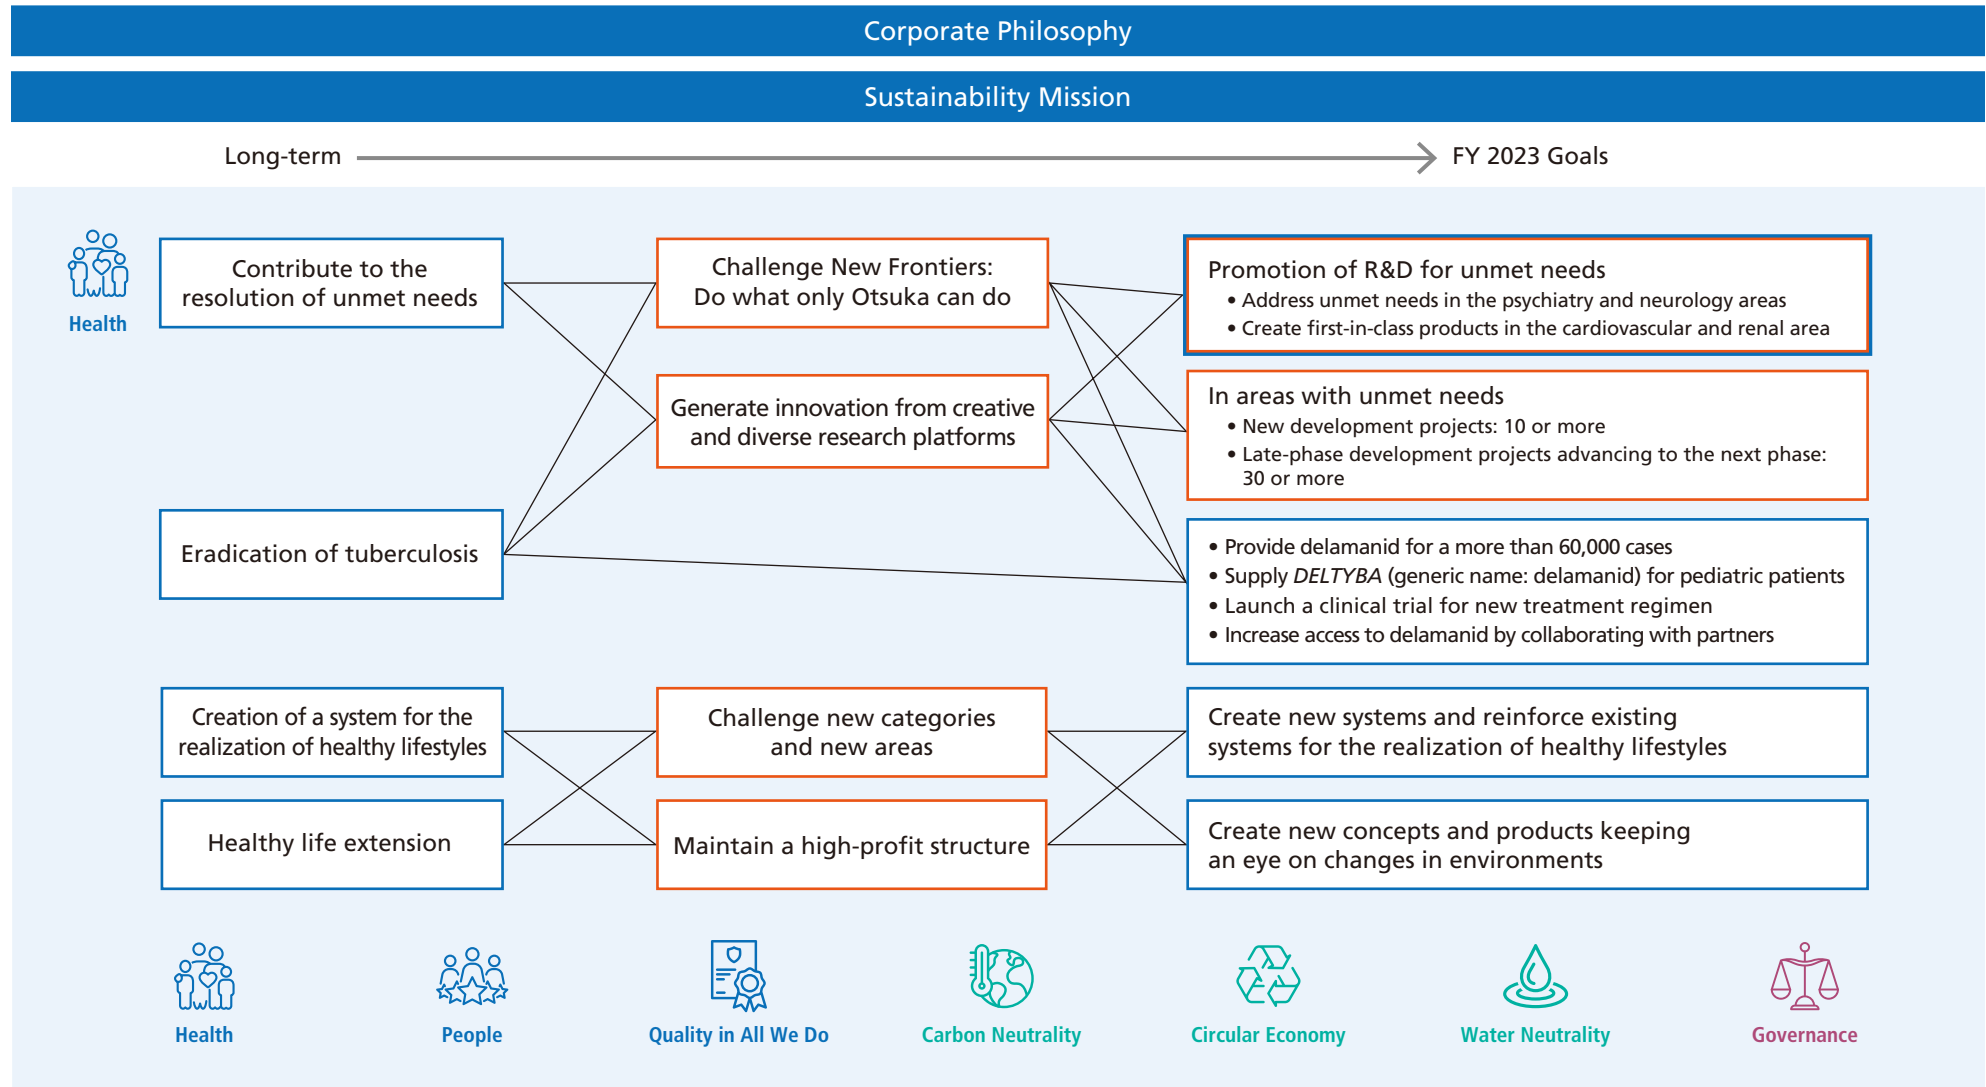 Corporate Philosophy
Sustainability Mission
Long-term
FY 2023 Goals
Health
Contribute to the
resolution of unmet needs
Challenge New Frontiers:
Do what only Otsuka can do
Promotion of R&D for unmet needs
• Address unmet needs in the psychiatry and neurology areas
• Create first-in-class products in the cardiovascular and renal area
Generate innovation from creative
and diverse research platforms
In areas with unmet needs
• New development projects: 10 or more
• Late-phase development projects advancing to the next phase:
30 or more
Eradication of tuberculosis
• Provide delamanid for a more than 60,000 cases
• Supply DELTYBA (generic name: delamanid) for pediatric patients
• Launch a clinical trial for new treatment regimen
• Increase access to delamanid by collaborating with partners
Creation of a system for the
realization of healthy lifestyles
Challenge new categories
and new areas
Create new systems and reinforce existing
systems for the realization of healthy lifestyles
Healthy life extension
Maintain a high-profit structure
Create new concepts and products keeping
an eye on changes in environments
Health
People
Quality in All We Do
Carbon Neutrality
Circular Economy
Water Neutrality
Governance